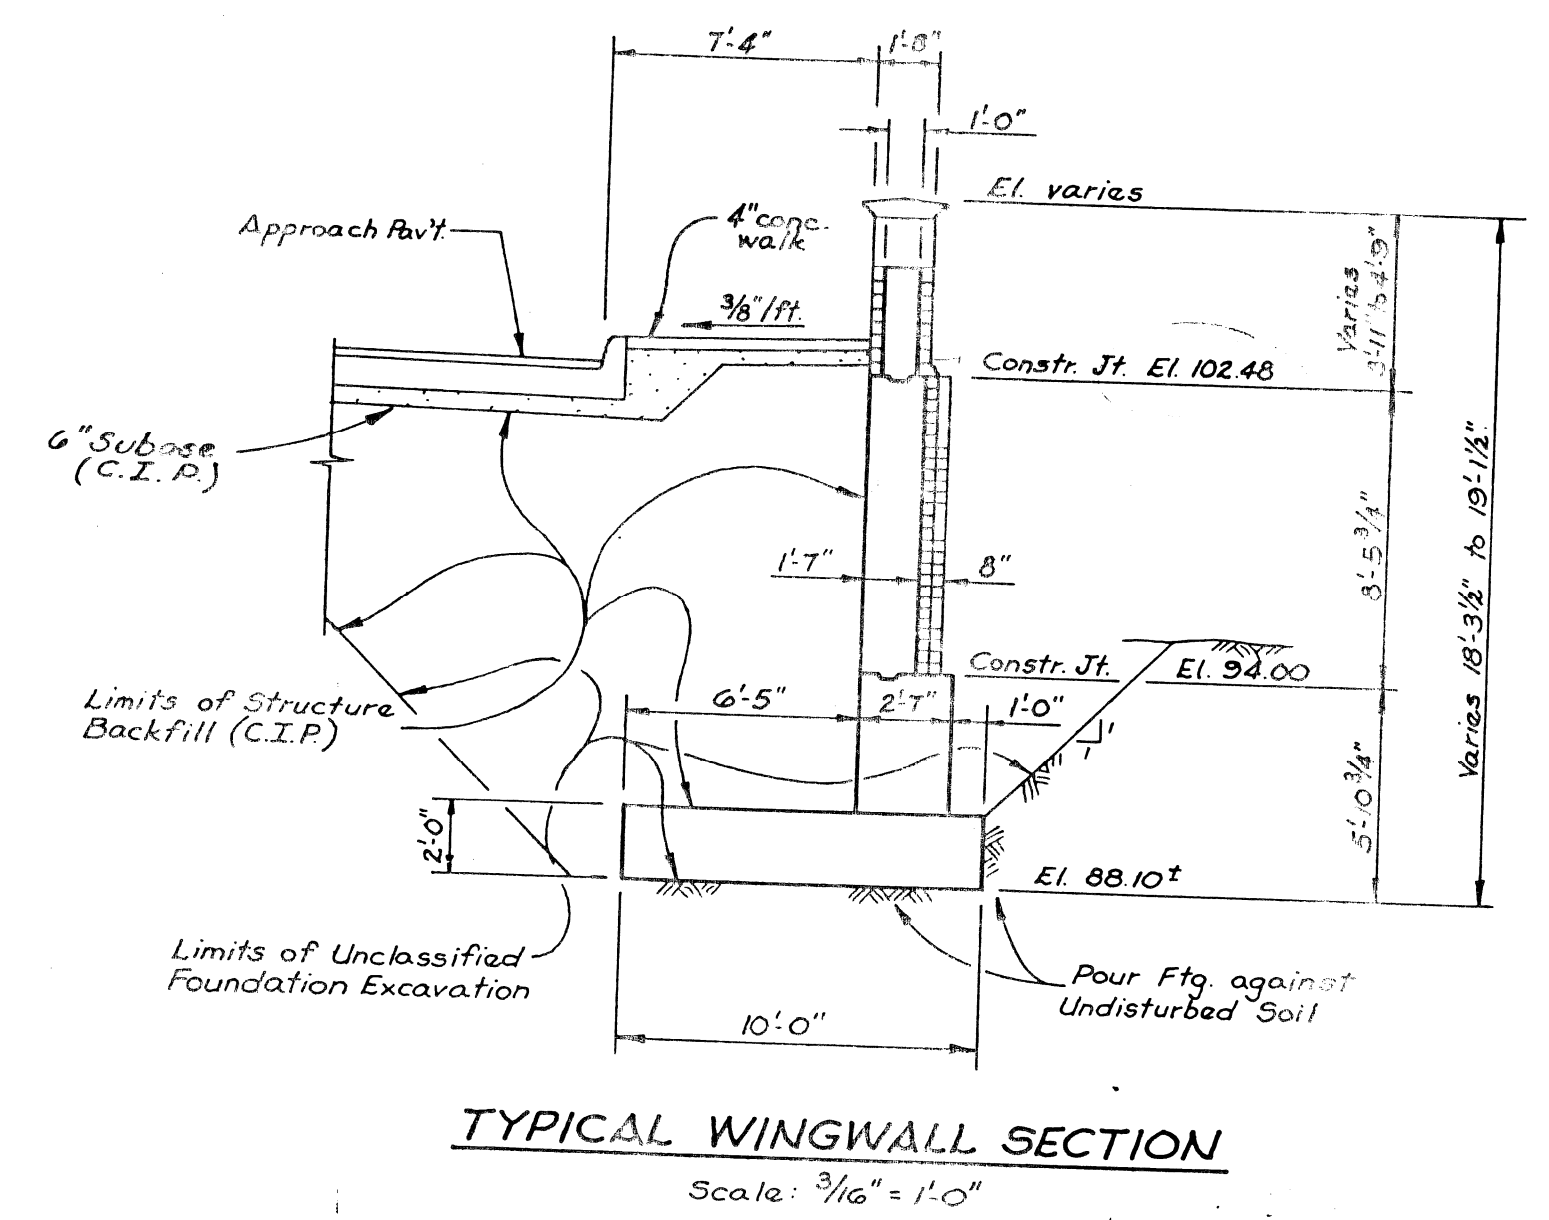 7'-4"
1'-8"
1'-0"
El. varies
Approach Pav't.
4" conc.
walk
3/8"/ft.
Varies
3'-11" to 4'-9"
Constr. Jt. El. 102.48
6" Subase
(C.I.P.)
Varies 18'-3½" to 19'-1½"
8'-5¾"
1'-7"
8"
Constr. Jt. El. 94.00
Limits of Structure
Backfill (C.I.P.)
6'-5"
2'-7"
1'-0"
1
1
5'-10¾"
2'-0"
El. 88.10±
Limits of Unclassified
Foundation Excavation
Pour Ftg. against
Undisturbed Soil
10'-0"
TYPICAL WINGWALL SECTION
Scale: 3/16" = 1'-0"